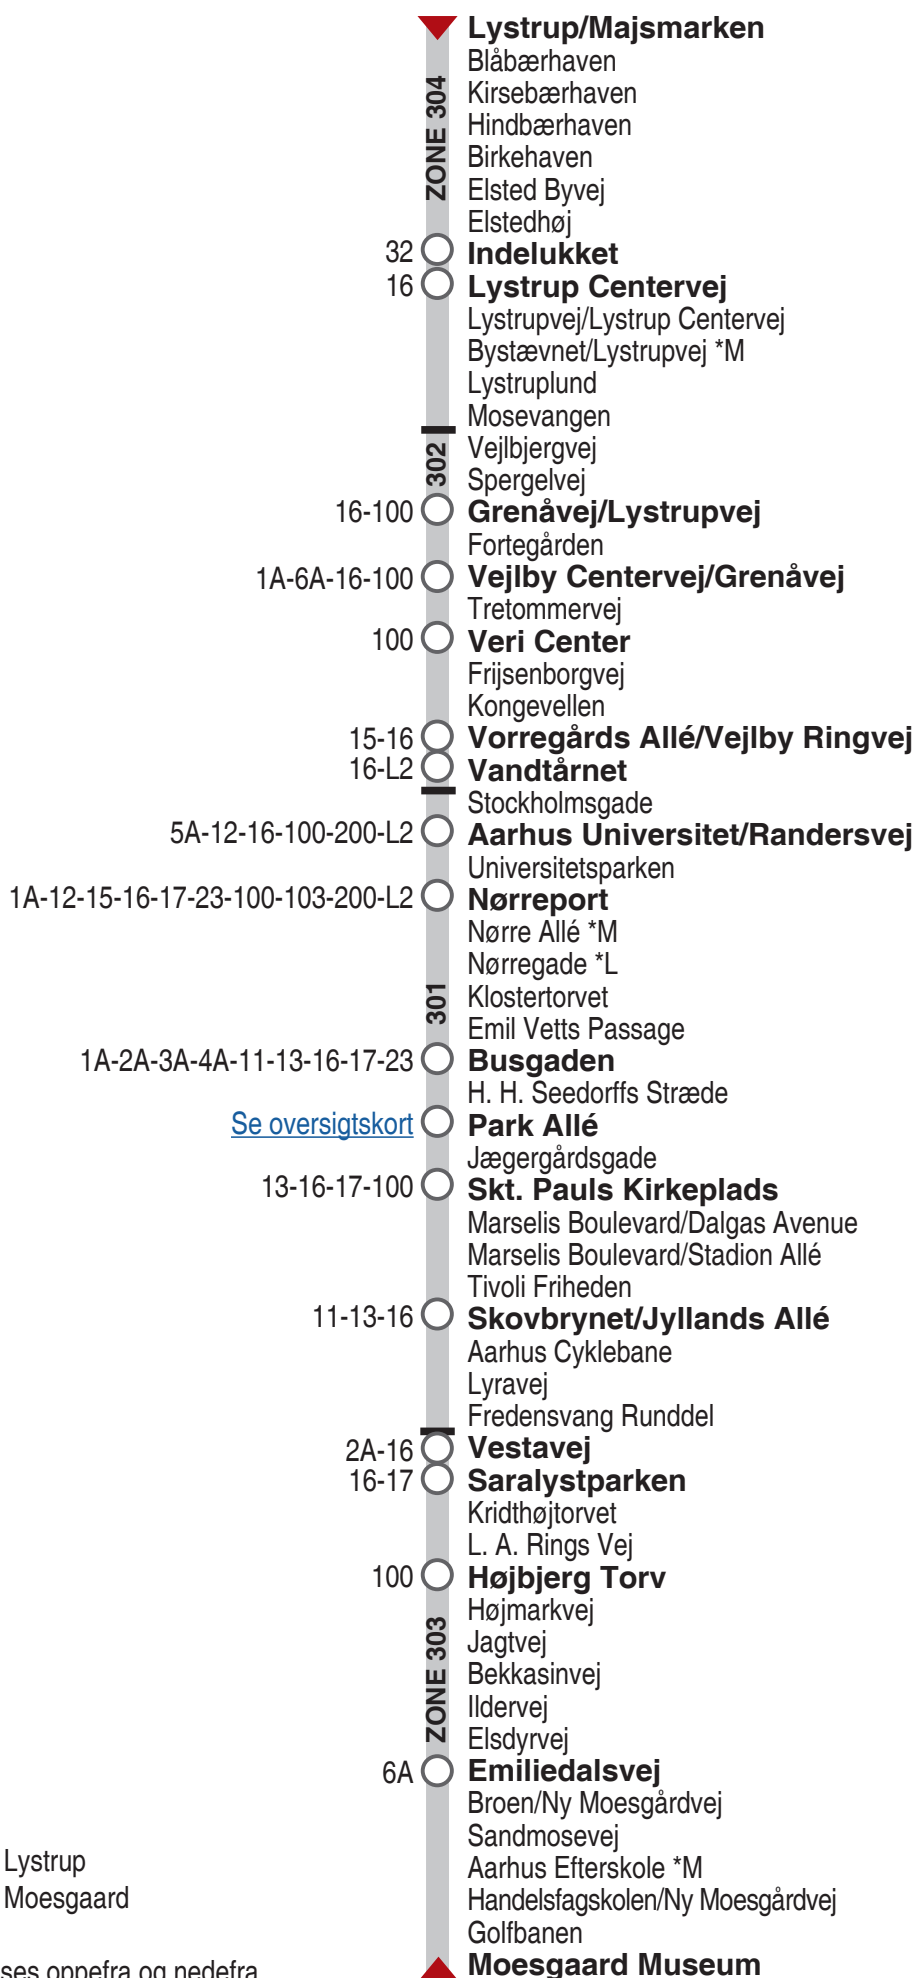 Lystrup/Majsmarken
Blåbærhaven
Kirsebærhaven
Hindbærhaven
Birkehaven
Elsted Byvej
Elstedhøj
ZONE 304
32 Indelukket
16 Lystrup Centervej
Lystrupvej/Lystrup Centervej
Bystævnet/Lystrupvej *M
Lystruplund
Mosevangen
Vejlbjergvej
302
Spergelvej
16-100 Grenåvej/Lystrupvej
Fortegården
1A-6A-16-100 Vejlby Centervej/Grenåvej
Tretommervej
100 Veri Center
Frijsenborgvej
Kongevellen
15-16 Vorregårds Allé/Vejlby Ringvej
16-L2 Vandtårnet
Stockholmsgade
5A-12-16-100-200-L2 Aarhus Universitet/Randersvej
Universitetsparken
1A-12-15-16-17-23-100-103-200-L2 Nørreport
Nørre Allé *M
Nørregade *L
Klostertorvet
301
Emil Vetts Passage
1A-2A-3A-4A-11-13-16-17-23 Busgaden
H. H. Seedorffs Stræde
Se oversigtskort Park Allé
Jægergårdsgade
13-16-17-100 Skt. Pauls Kirkeplads
Marselis Boulevard/Dalgas Avenue
Marselis Boulevard/Stadion Allé
Tivoli Friheden
11-13-16 Skovbrynet/Jyllands Allé
Aarhus Cyklebane
Lyravej
Fredensvang Runddel
2A-16 Vestavej
16-17 Saralystparken
Kridthøjtorvet
L. A. Rings Vej
100 Højbjerg Torv
Højmarkvej
Jagtvej
Bekkasinvej
Ildervej
Elsdyrvej
ZONE 303
6A Emiliedalsvej
Broen/Ny Moesgårdvej
Sandmosevej
Aarhus Efterskole *M
Handelsfagskolen/Ny Moesgårdvej
Golfbanen
Moesgaard Museum
Lystrup
Moesgaard
ses oppefra og nedefra